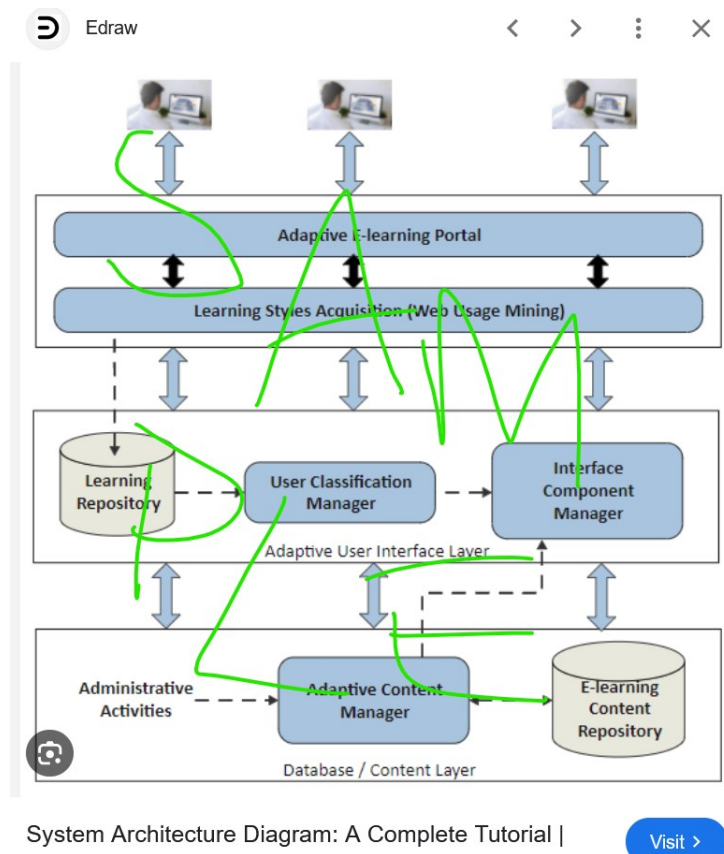 Edraw
Adaptive E-learning Portal
Learning Styles Acquisition (Web Usage Mining)
Learning
Repository
User Classification
Manager
Interface
Component
Manager
Adaptive User Interface Layer
Administrative
Activities
Adaptive Content
Manager
E-learning
Content
Repository
Database / Content Layer
SAMPLE
System Architecture Diagram: A Complete Tutorial |
Visit >